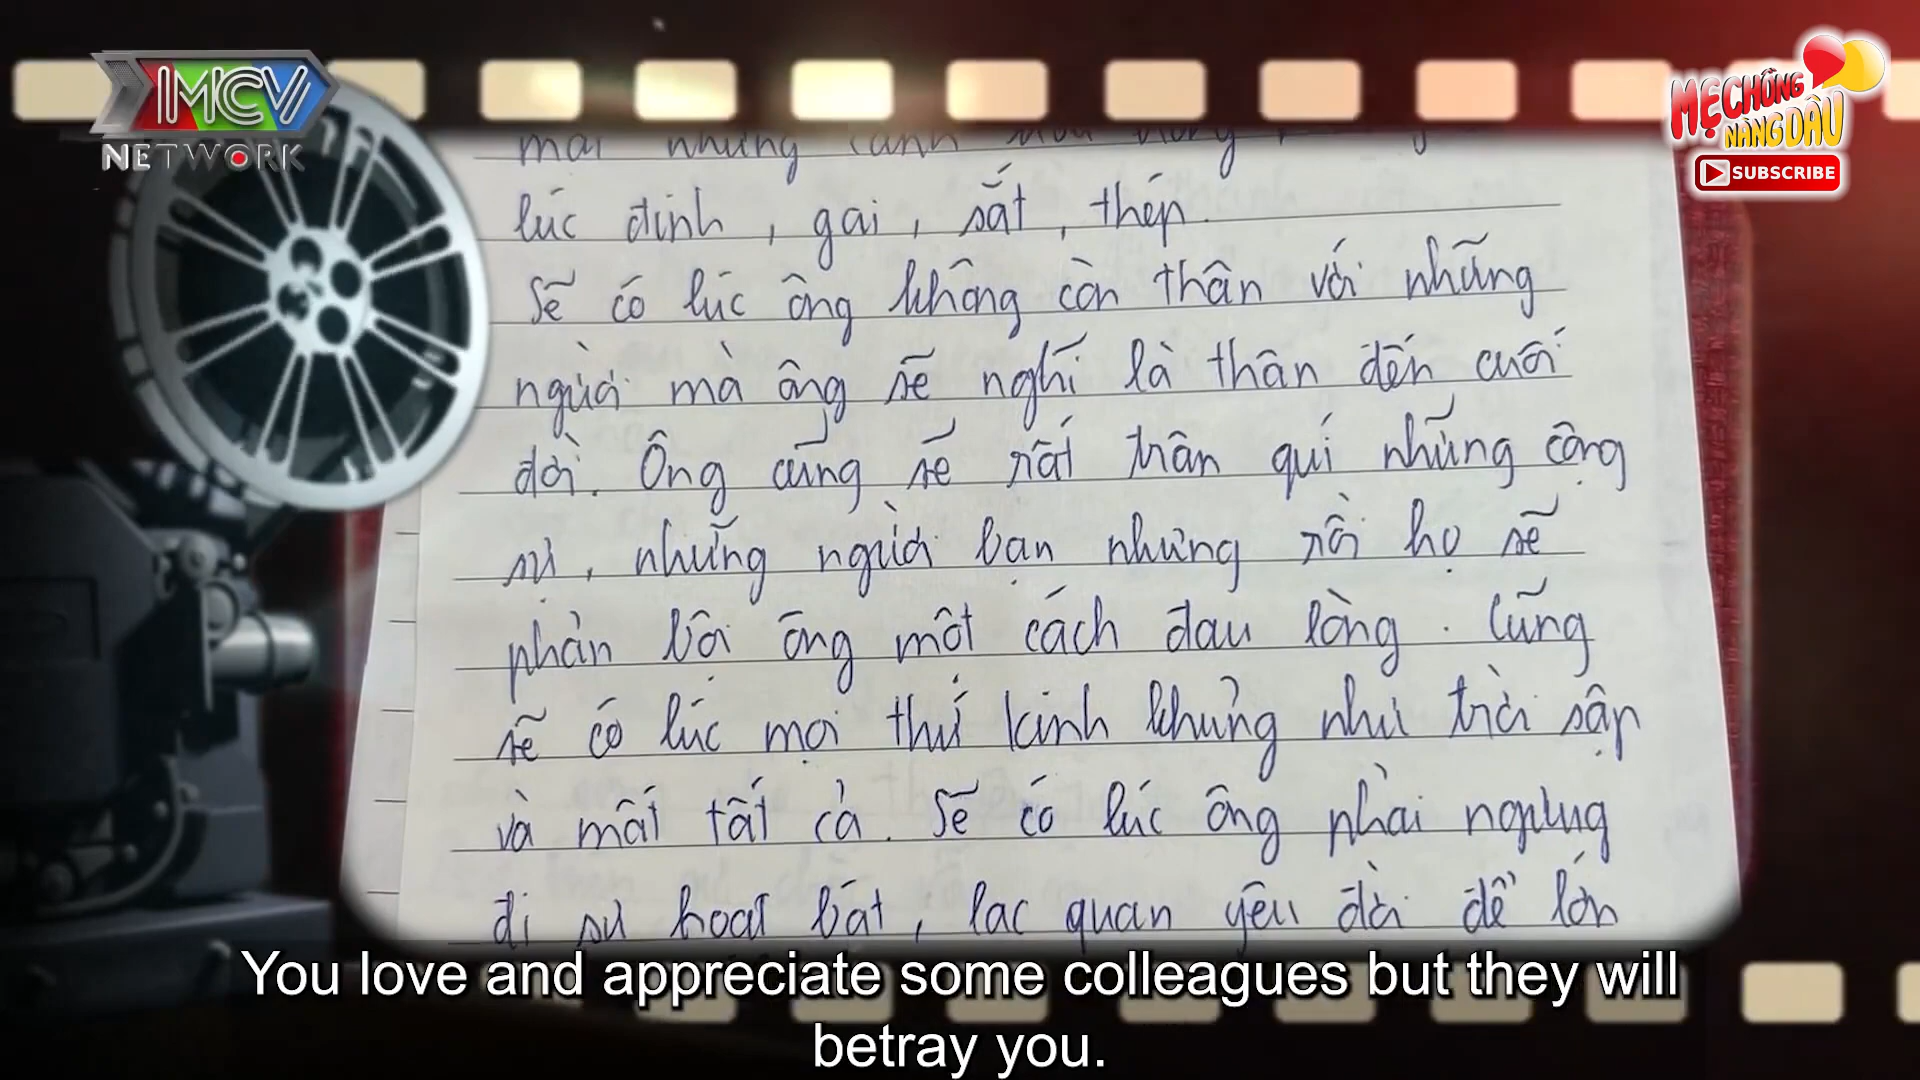 MCV
NETWORK
MẸ CHỒNG
NÀNG DÂU
SUBSCRIBE
mãi những cánh
lúc đinh, gai, sắt, thép.
Sẽ có lúc ông không còn thân với những
người mà ông sẽ nghĩ là thân đến cuối
đời. Ông cũng sẽ rất trân quí những cộng
sự, những người bạn nhưng rồi họ sẽ
phản bội ông một cách đau lòng. Cũng
sẽ có lúc mọi thứ kinh khủng như trời sập
và mất tất cả. Sẽ có lúc ông phải ngưng
đi sự hoạt bát, lạc quan yêu đời để lớn
You love and appreciate some colleagues but they will
betray you.